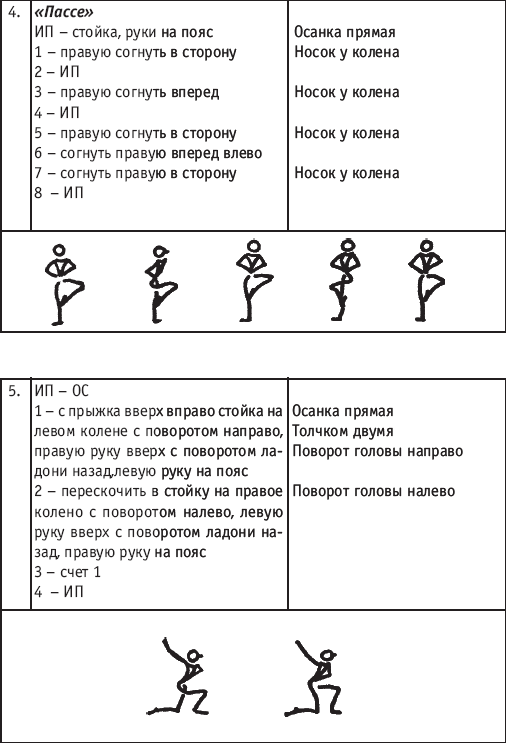 4. «Пассе»
ИП – стойка, руки на пояс Осанка прямая
1 – правую согнуть в сторону Носок у колена
2 – ИП
3 – правую согнуть вперед Носок у колена
4 – ИП
5 – правую согнуть в сторону Носок у колена
6 – согнуть правую вперед влево
7 – согнуть правую в сторону Носок у колена
8 – ИП
5. ИП – ОС
1 – с прыжка вверх вправо стойка на Осанка прямая
левом колене с поворотом направо, Толчком двумя
правую руку вверх с поворотом ла- Поворот головы направо
дони назад,левую руку на пояс
2 – перескочить в стойку на правое Поворот головы налево
колено с поворотом налево, левую
руку вверх с поворотом ладони на-
зад, правую руку на пояс
3 – счет 1
4 – ИП